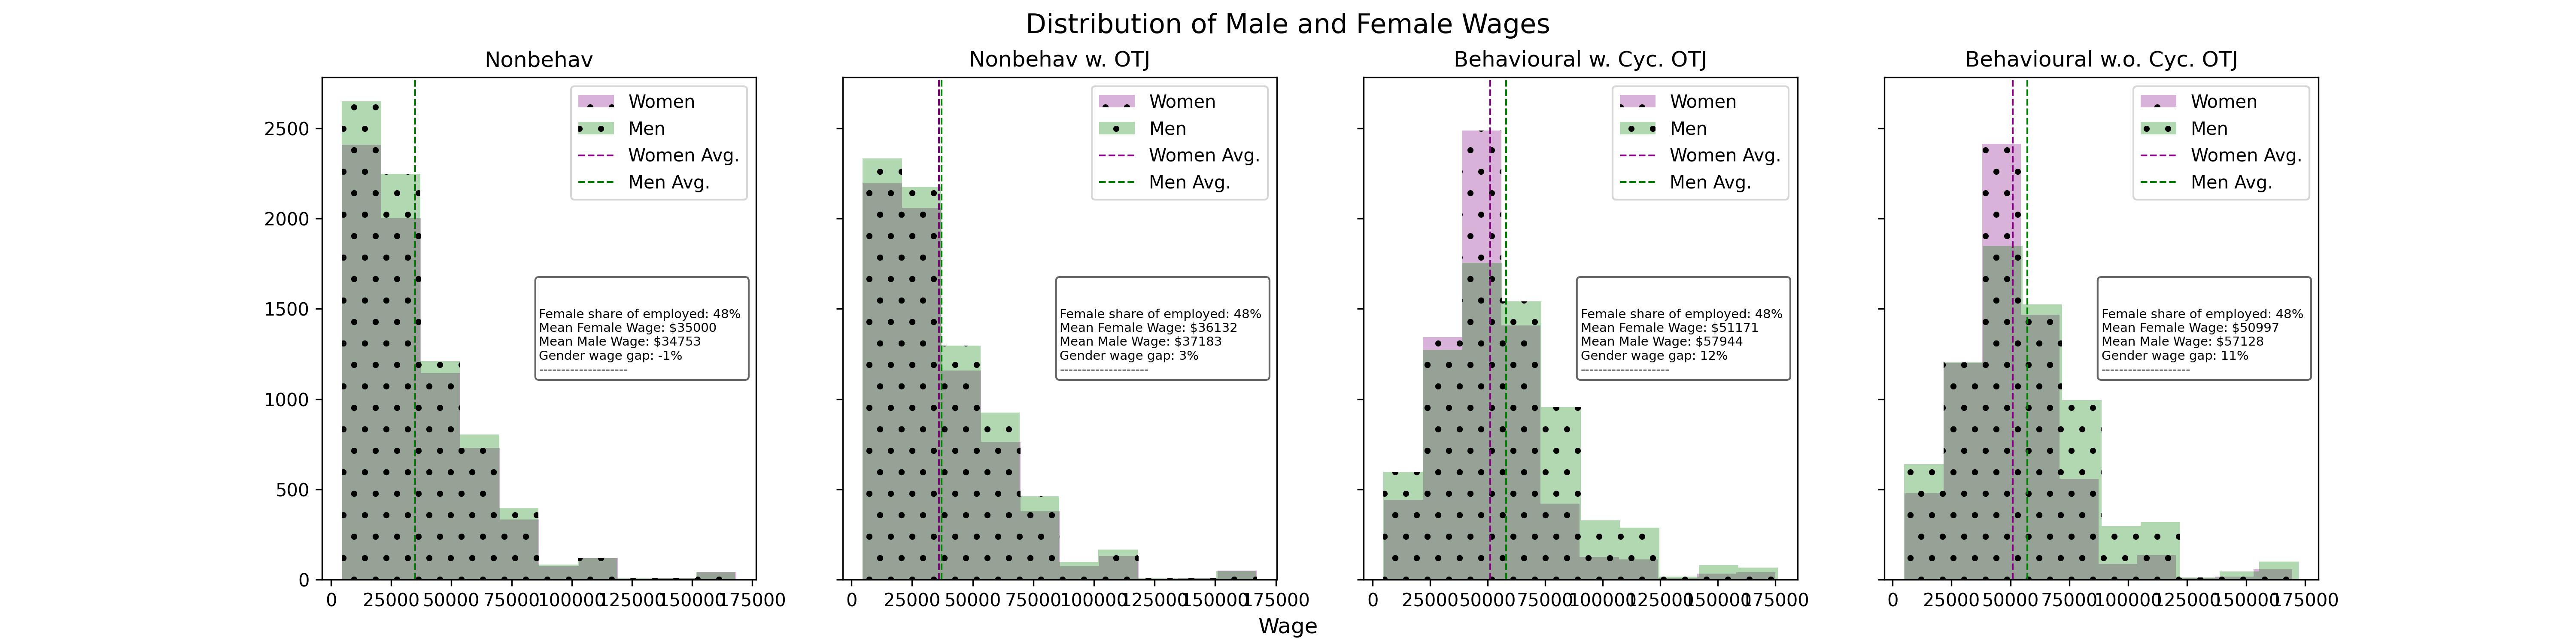 Distribution of Male and Female Wages
Nonbehav
2500
2000
1500
1000
500
0
Women
Men
Women Avg.
Men Avg.
Female share of employed: 48%
Mean Female Wage: $35000
Mean Male Wage: $34753
Gender wage gap: -1%
--------------------
0 25000 50000 75000 100000 125000 150000 175000
Nonbehav w. OTJ
Women
Men
Women Avg.
Men Avg.
Female share of employed: 48%
Mean Female Wage: $36132
Mean Male Wage: $37183
Gender wage gap: 3%
--------------------
0 25000 50000 75000 100000 125000 150000 175000
Behavioural w. Cyc. OTJ
Women
Men
Women Avg.
Men Avg.
Female share of employed: 48%
Mean Female Wage: $51171
Mean Male Wage: $57944
Gender wage gap: 12%
--------------------
0 25000 50000 75000 100000 125000 150000 175000
Behavioural w.o. Cyc. OTJ
Women
Men
Women Avg.
Men Avg.
Female share of employed: 48%
Mean Female Wage: $50997
Mean Male Wage: $57128
Gender wage gap: 11%
--------------------
0 25000 50000 75000 100000 125000 150000 175000
Wage